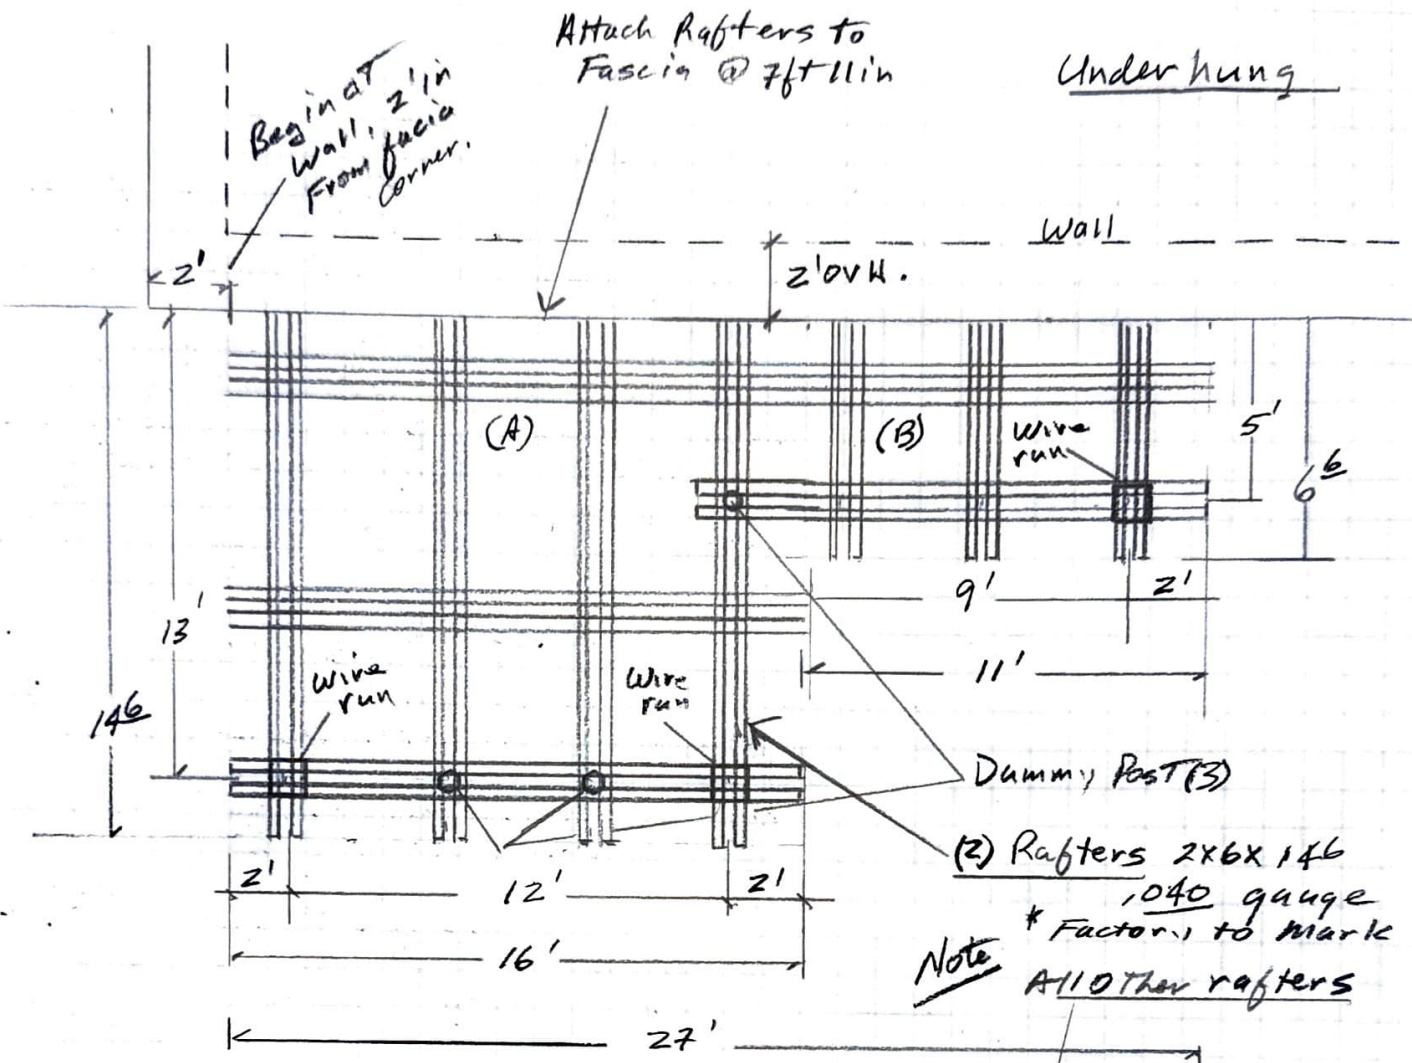 Attach Rafters to
Fascia @ 7ft 11in
Underhung
Begin at
Wall, 2' in
From facia
corner.
Wall
2'
2' OVH.
(A)
(B)
Wire
run
5'
6 6
9'
2'
13'
11'
Wire
run
Wire
run
14 6
Dummy Post (3)
(2) Rafters 2x6x146
.040 gauge
* Factory to mark
2'
12'
2'
16'
Note
All Other rafters
27'